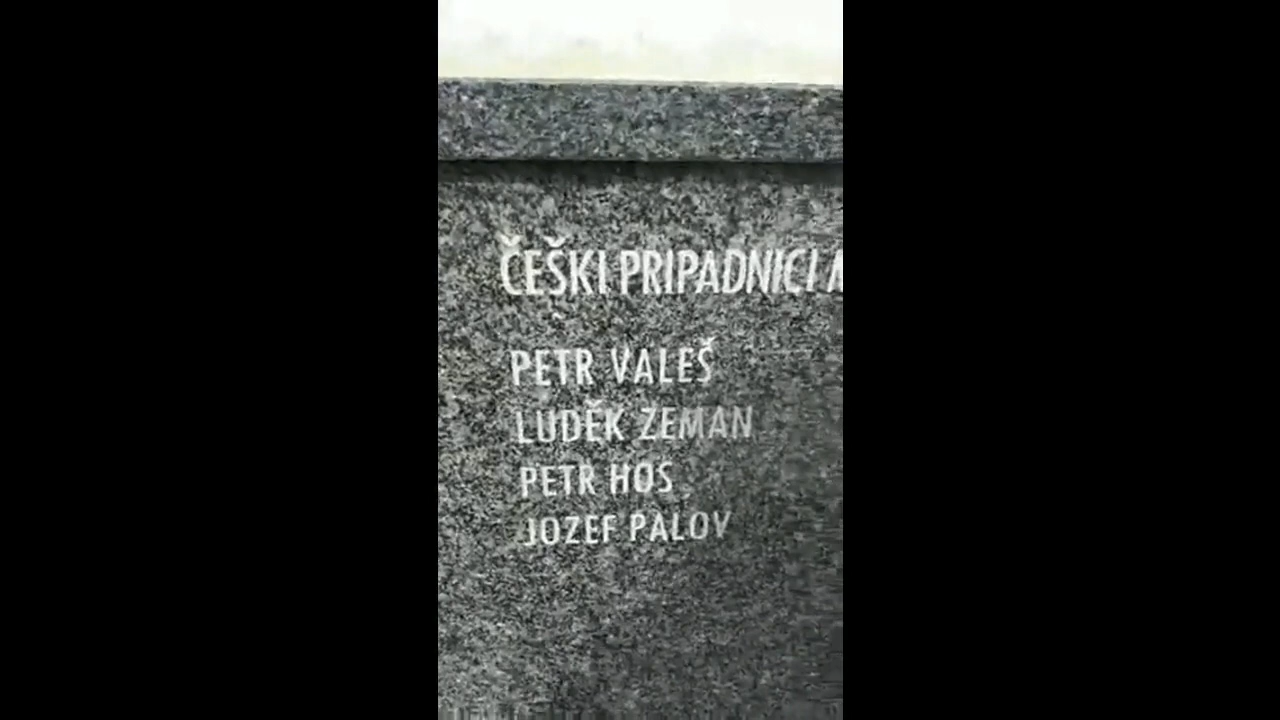 ČEŠKI PRIPADNICI
PETR VALEŠ
LUDĚK ZEMAN
PETR HOS
JOZEF PALOV